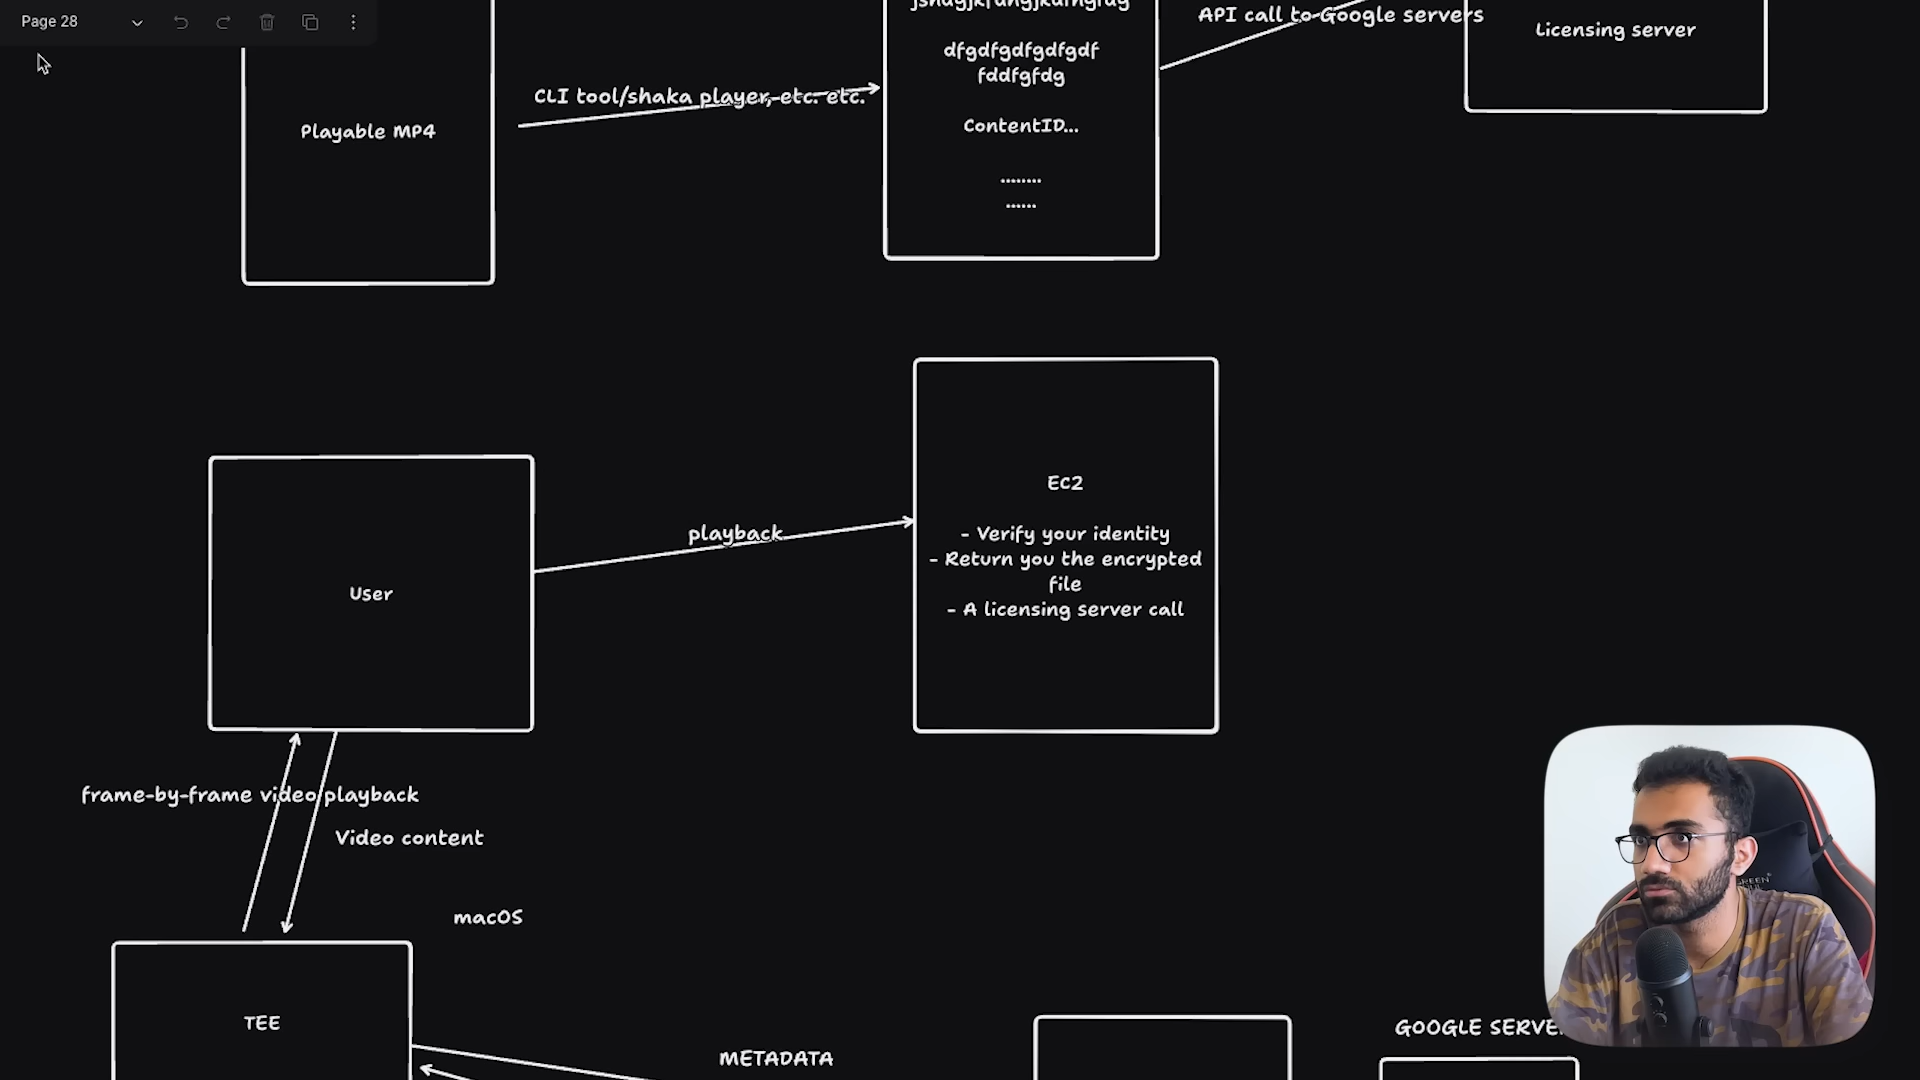 Page 28
API call to Google servers
Licensing server
dfgdfgdfgdfgdf
fddfgfdg
CLI tool/shaka player, etc. etc.
Playable MP4
ContentID...
........
......
EC2
- Verify your identity
- Return you the encrypted
file
- A licensing server call
playback
User
frame-by-frame video playback
Video content
macOS
TEE
METADATA
GOOGLE